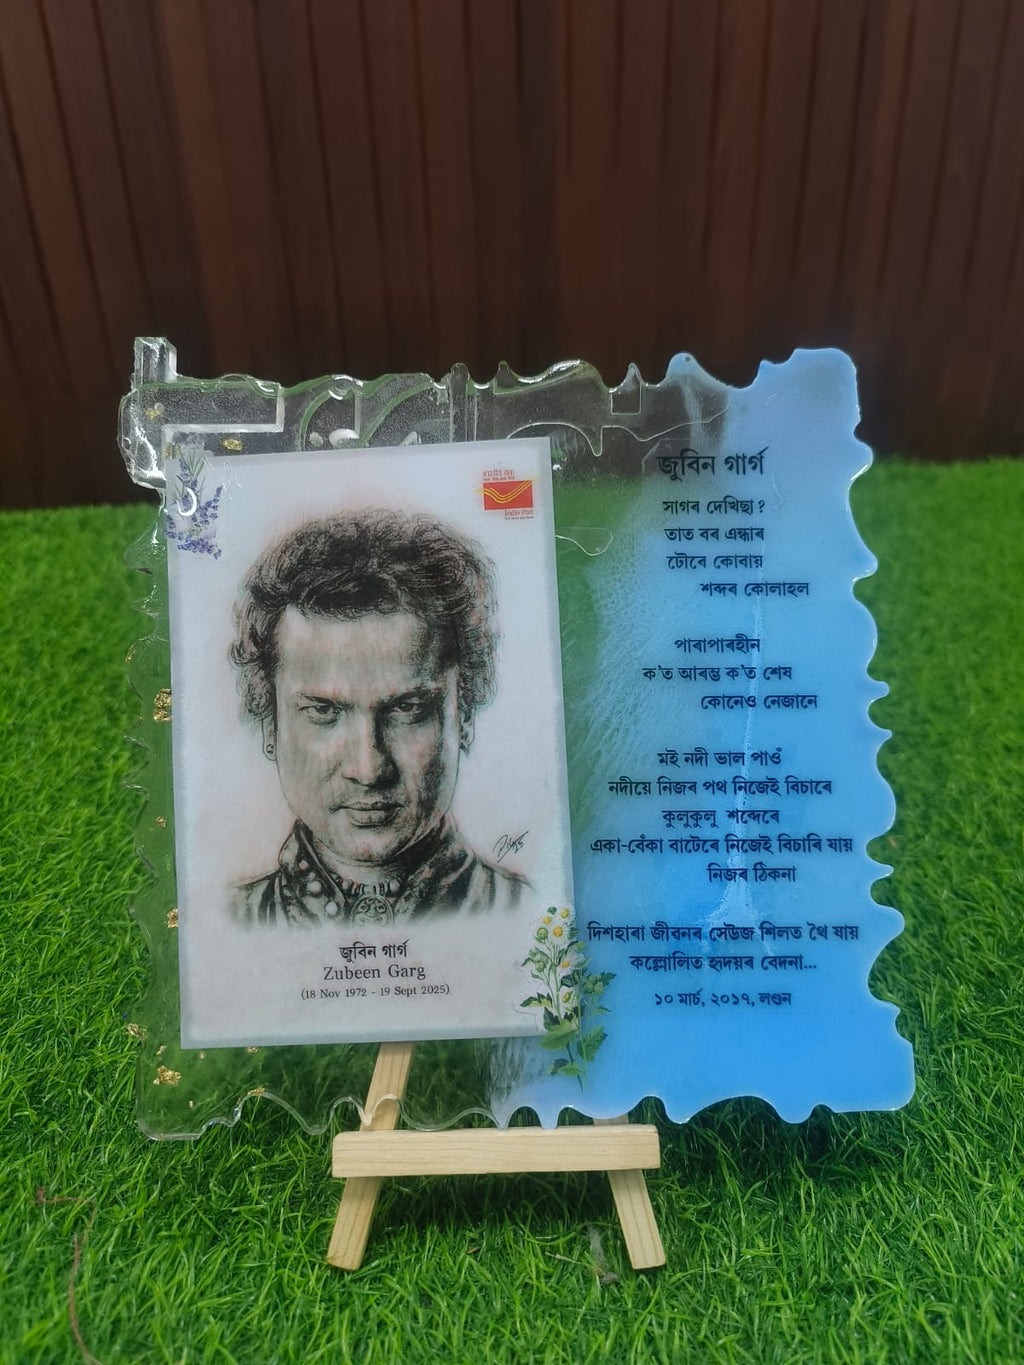 भारतीय डाक
India Post
জুবিন গাৰ্গ
Zubeen Garg
(18 Nov 1972 - 19 Sept 2025)
জুবিন গাৰ্গ
সাগৰ দেখিছা?
তাত বৰ এন্ধাৰ
ঢৌৰে কোবায়
শব্দৰ কোলাহল
পাৰাপাৰহীন
ক'ত আৰম্ভ ক'ত শেষ
কোনেও নেজানে
মই নদী ভাল পাওঁ
নদীয়ে নিজৰ পথ নিজেই বিচাৰে
কুলুকুলু শব্দেৰে
একা-বেঁকা বাটেৰে নিজেই বিচাৰি যায়
নিজৰ ঠিকনা
দিশহাৰা জীৱনৰ সেউজ শিলত থৈ যায়
কল্লোলিত হৃদয়ৰ বেদনা...
১০ মাৰ্চ, ২০১৭, লণ্ডন